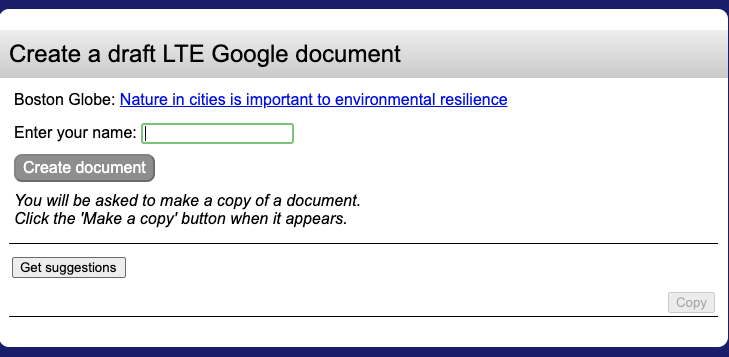 Create a draft LTE Google document
Boston Globe: Nature in cities is important to environmental resilience
Enter your name:
Create document
You will be asked to make a copy of a document.
Click the 'Make a copy' button when it appears.
Get suggestions
Copy